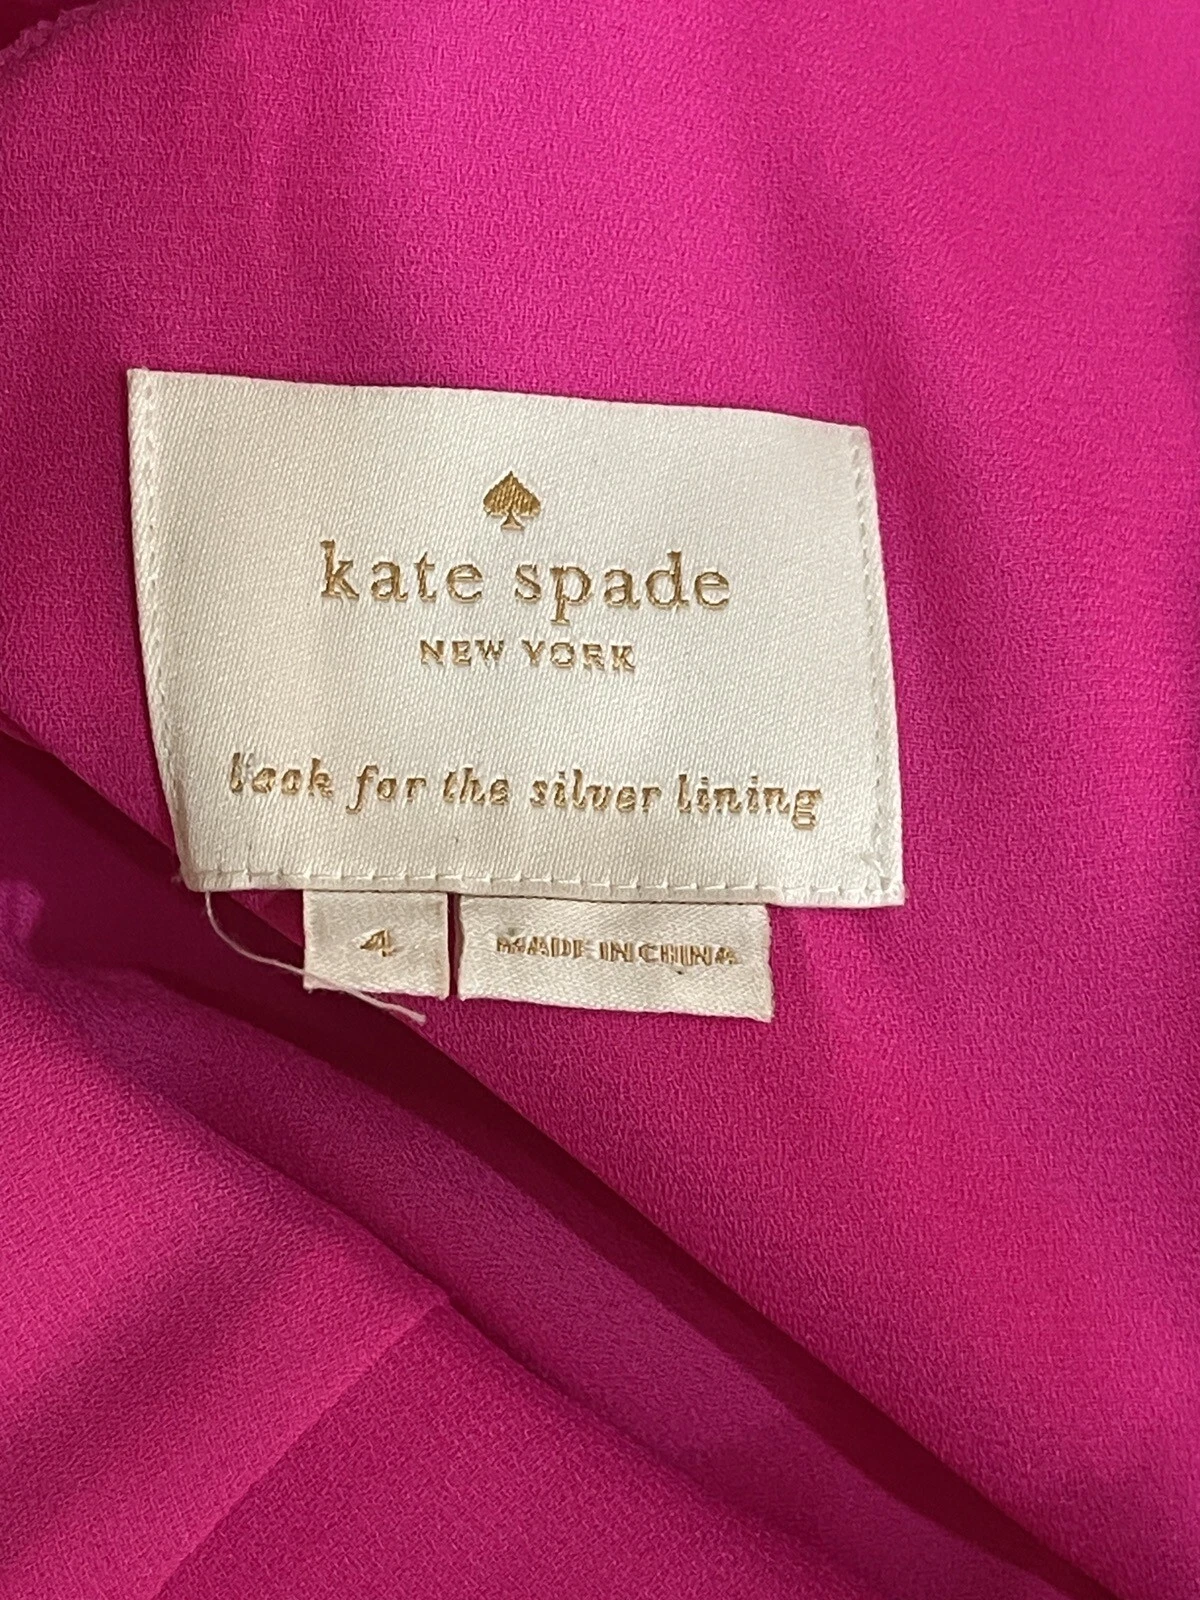 kate spade
NEW YORK
look for the silver lining
4
MADE IN CHINA